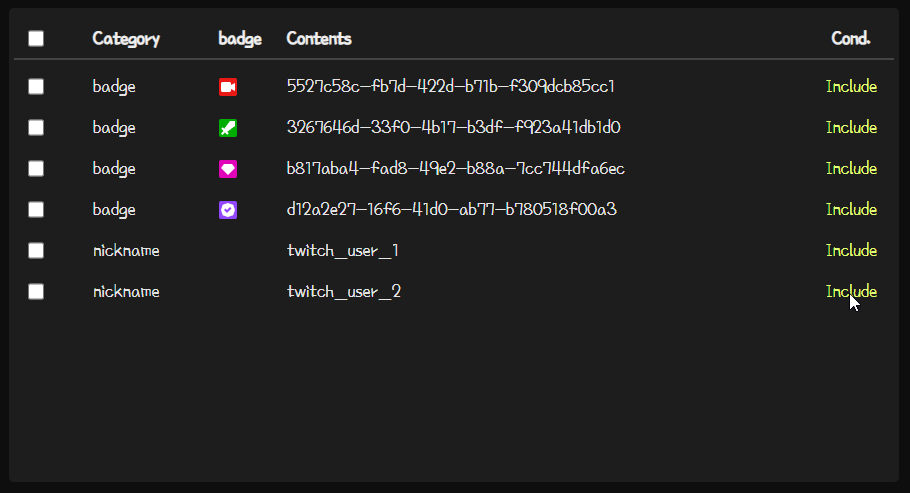 Category badge Contents Cond.
badge 5527c58c-fb7d-422d-b71b-f309dcb85cc1 Include
badge 3267646d-33f0-4b17-b3df-f923a41db1d0 Include
badge b817aba4-fad8-49e2-b88a-7cc744dfa6ec Include
badge d12a2e27-16f6-41d0-ab77-b780518f00a3 Include
nickname twitch_user_1 Include
nickname twitch_user_2 Include